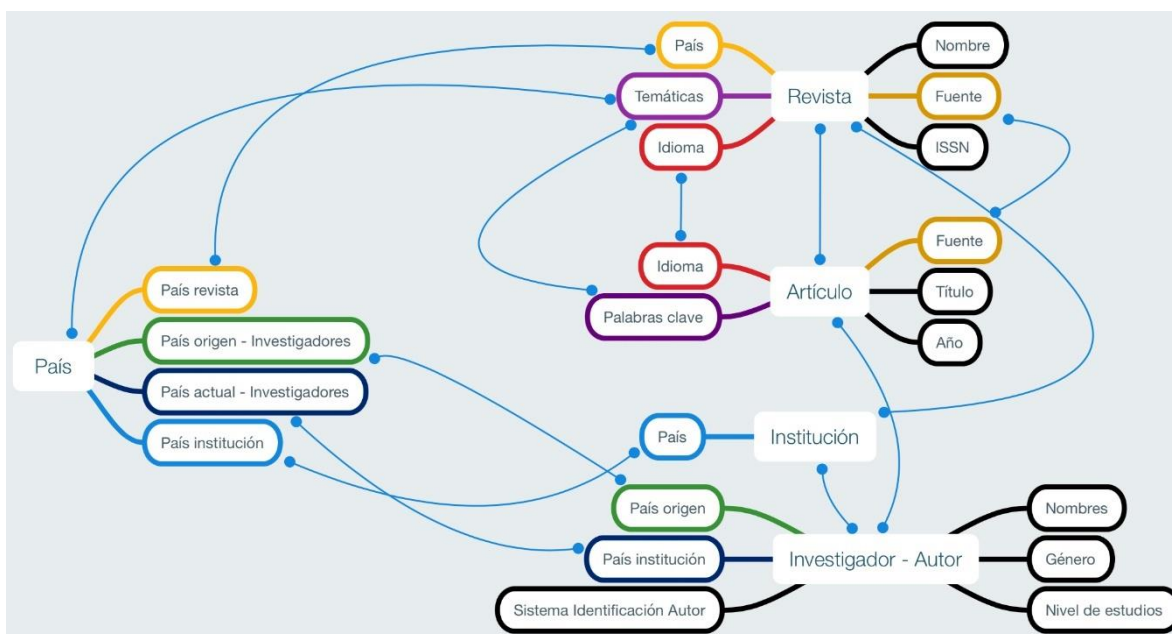 País
Nombre
Temáticas
Revista
Fuente
Idioma
ISSN
Idioma
Fuente
Artículo
Título
Palabras clave
Año
País revista
País origen - Investigadores
País
País actual - Investigadores
País institución
País
Institución
País origen
Nombres
País institución
Investigador - Autor
Género
Sistema Identificación Autor
Nivel de estudios